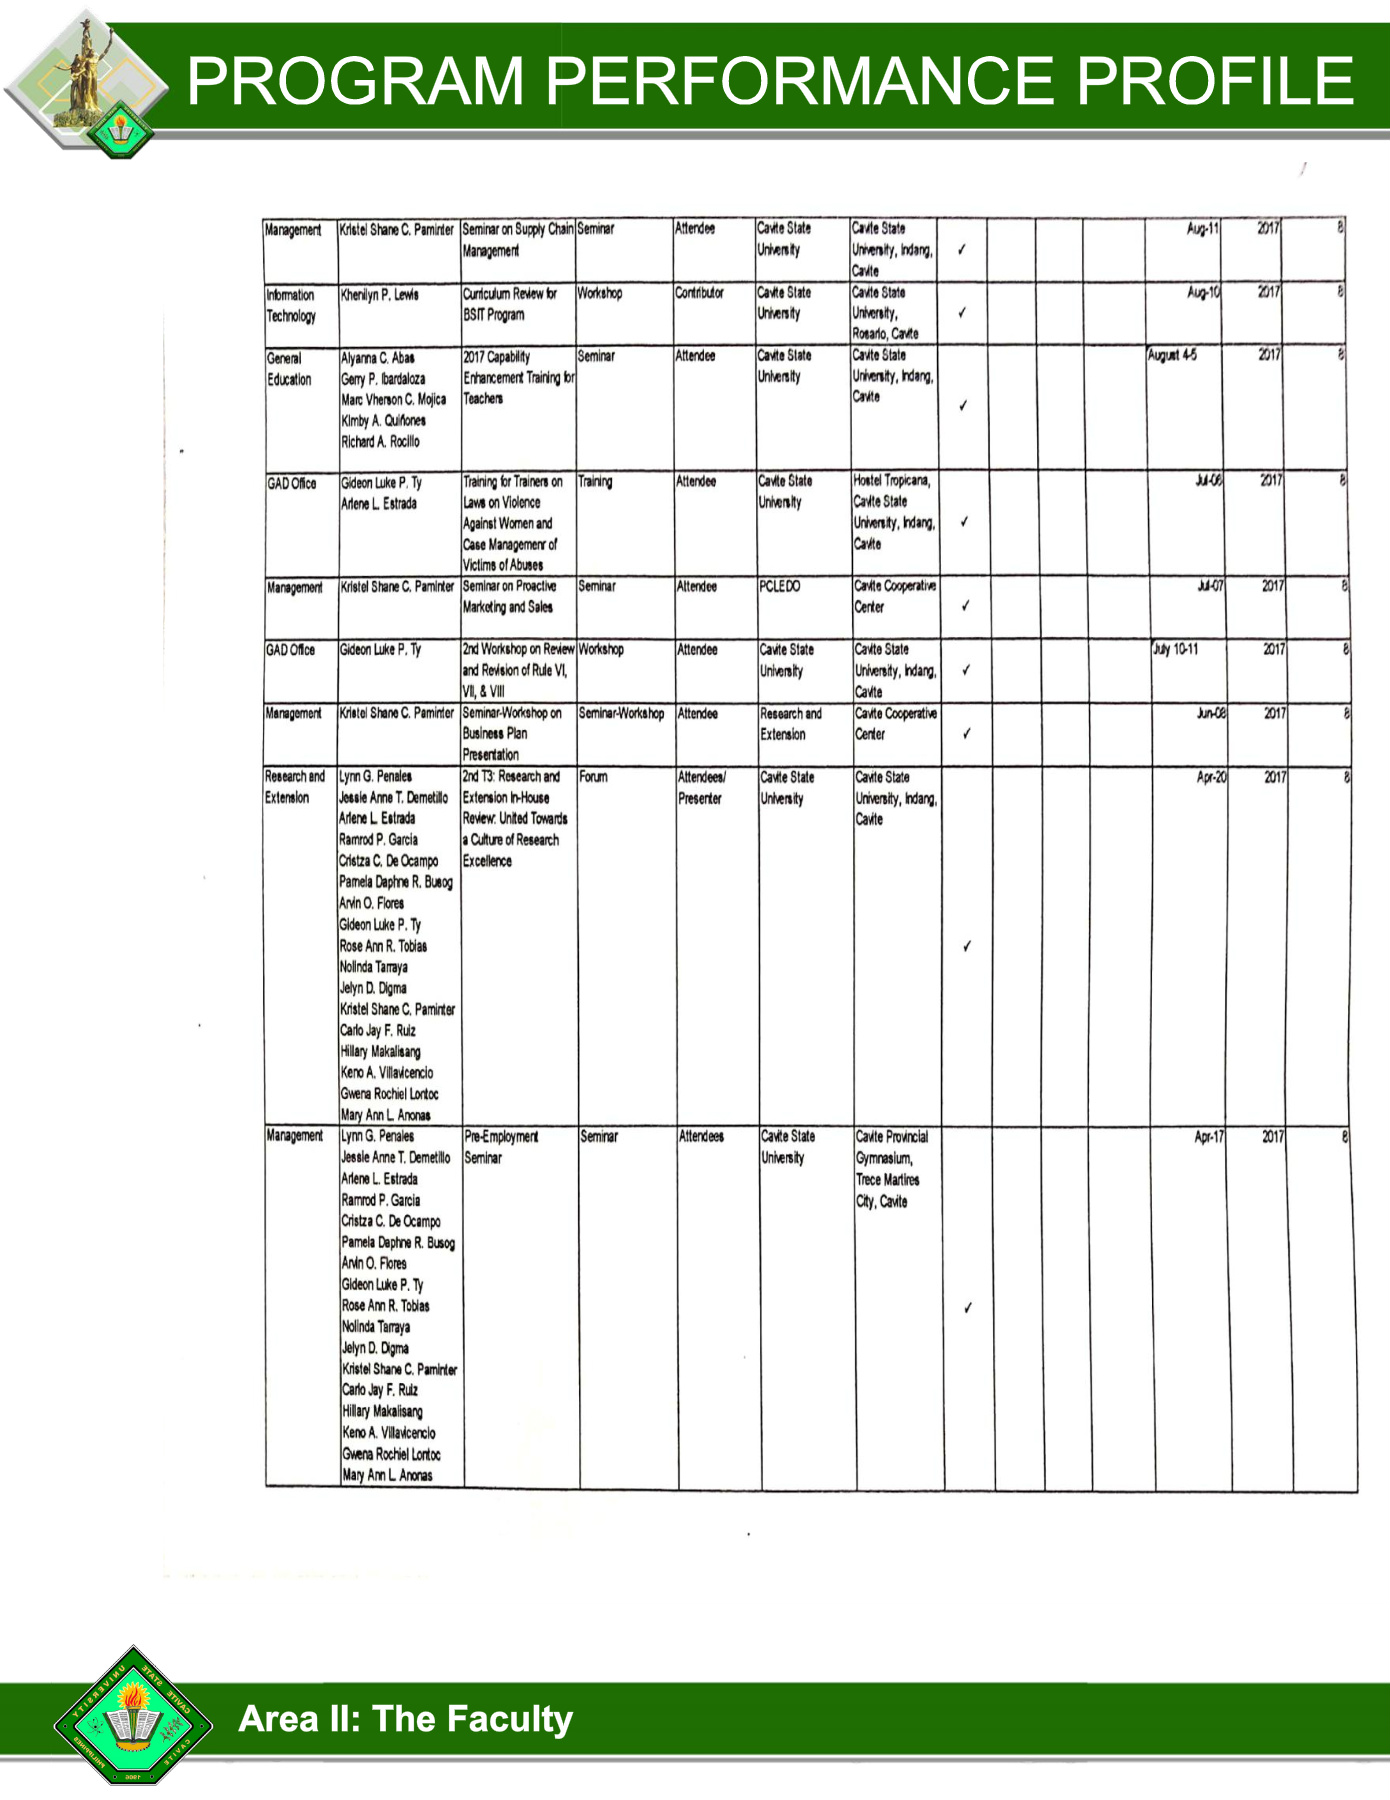 PROGRAM PERFORMANCE PROFILE
Management
Kristel Shane C. Paminter
Seminar on Supply Chain
Management
Seminar
Attendee
Cavite State
University
Cavite State
University, Indang,
Cavite
✓
Aug-11
2017
8
Information
Technology
Khenilyn P. Lewis
Curriculum Review for
BSIT Program
Workshop
Contributor
Cavite State
University
Cavite State
University,
Rosario, Cavite
✓
Aug-10
2017
8
General
Education
Alyanna C. Abas
Gerry P. Ibardaloza
Marc Vherson C. Mojica
Kimby A. Quiñones
Richard A. Rocillo
2017 Capability
Enhancement Training for
Teachers
Seminar
Attendee
Cavite State
University
Cavite State
University, Indang,
Cavite
✓
August 4-5
2017
8
GAD Office
Gideon Luke P. Ty
Arlene L. Estrada
Training for Trainers on
Laws on Violence
Against Women and
Case Managemenr of
Victims of Abuses
Training
Attendee
Cavite State
University
Hostel Tropicana,
Cavite State
University, Indang,
Cavite
✓
Jul-06
2017
8
Management
Kristel Shane C. Paminter
Seminar on Proactive
Marketing and Sales
Seminar
Attendee
PCLEDO
Cavite Cooperative
Center
✓
Jul-07
2017
8
GAD Office
Gideon Luke P. Ty
2nd Workshop on Review
and Revision of Rule VI,
VII, & VIII
Workshop
Attendee
Cavite State
University
Cavite State
University, Indang,
Cavite
✓
July 10-11
2017
8
Management
Kristel Shane C. Paminter
Seminar-Workshop on
Business Plan
Presentation
Seminar-Workshop
Attendee
Research and
Extension
Cavite Cooperative
Center
✓
Jun-08
2017
8
Research and
Extension
Lynn G. Penales
Jessie Anne T. Demetillo
Arlene L. Estrada
Ramrod P. Garcia
Cristza C. De Ocampo
Pamela Daphne R. Busog
Arvin O. Flores
Gideon Luke P. Ty
Rose Ann R. Tobias
Nolinda Tarraya
Jelyn D. Digma
Kristel Shane C. Paminter
Carlo Jay F. Ruiz
Hillary Makalisang
Keno A. Villavicencio
Gwena Rochiel Lontoc
Mary Ann L. Anonas
2nd T3: Research and
Extension In-House
Review: United Towards
a Culture of Research
Excellence
Forum
Attendees/
Presenter
Cavite State
University
Cavite State
University, Indang,
Cavite
✓
Apr-20
2017
8
Management
Lynn G. Penales
Jessie Anne T. Demetillo
Arlene L. Estrada
Ramrod P. Garcia
Cristza C. De Ocampo
Pamela Daphne R. Busog
Arvin O. Flores
Gideon Luke P. Ty
Rose Ann R. Tobias
Nolinda Tarraya
Jelyn D. Digma
Kristel Shane C. Paminter
Carlo Jay F. Ruiz
Hillary Makalisang
Keno A. Villavicencio
Gwena Rochiel Lontoc
Mary Ann L. Anonas
Pre-Employment
Seminar
Seminar
Attendees
Cavite State
University
Cavite Provincial
Gymnasium,
Trece Martires
City, Cavite
✓
Apr-17
2017
8
CAVITE STATE UNIVERSITY
CAVITE
PHILIPPINES
1906
Area II: The Faculty